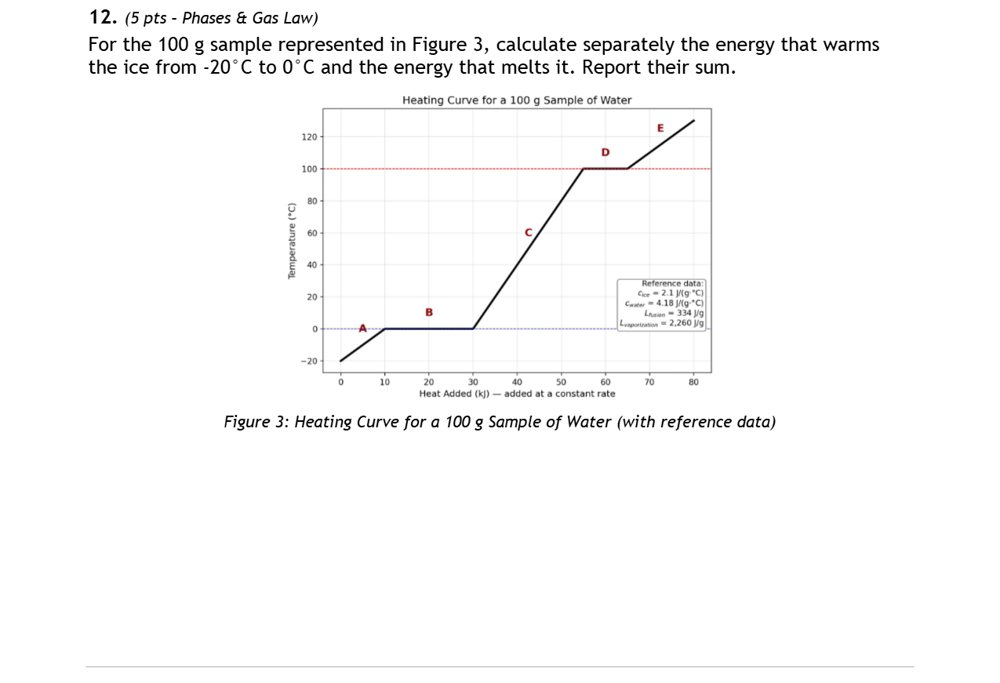 12. (5 pts - Phases & Gas Law)
For the 100 g sample represented in Figure 3, calculate separately the energy that warms
the ice from -20°C to 0°C and the energy that melts it. Report their sum.
Heating Curve for a 100 g Sample of Water
Temperature (°C)
120
100
80
60
40
20
0
−20
A
B
C
D
E
Reference data:
c_ice = 2.1 J/(g·°C)
c_water = 4.18 J/(g·°C)
L_fusion = 334 J/g
L_vaporization = 2,260 J/g
0 10 20 30 40 50 60 70 80
Heat Added (kJ) — added at a constant rate
Figure 3: Heating Curve for a 100 g Sample of Water (with reference data)